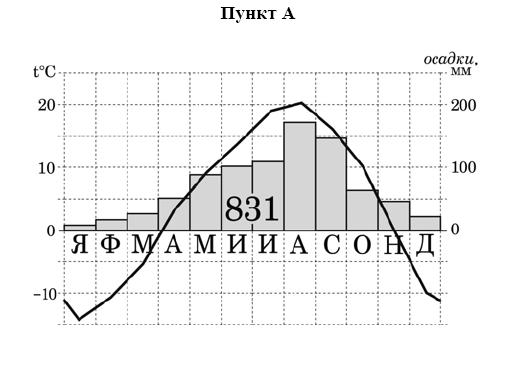 Пункт А
t°C
осадки,
мм
20 200
10 100
831
0 0
Я Ф М А М И И А С О Н Д
–10